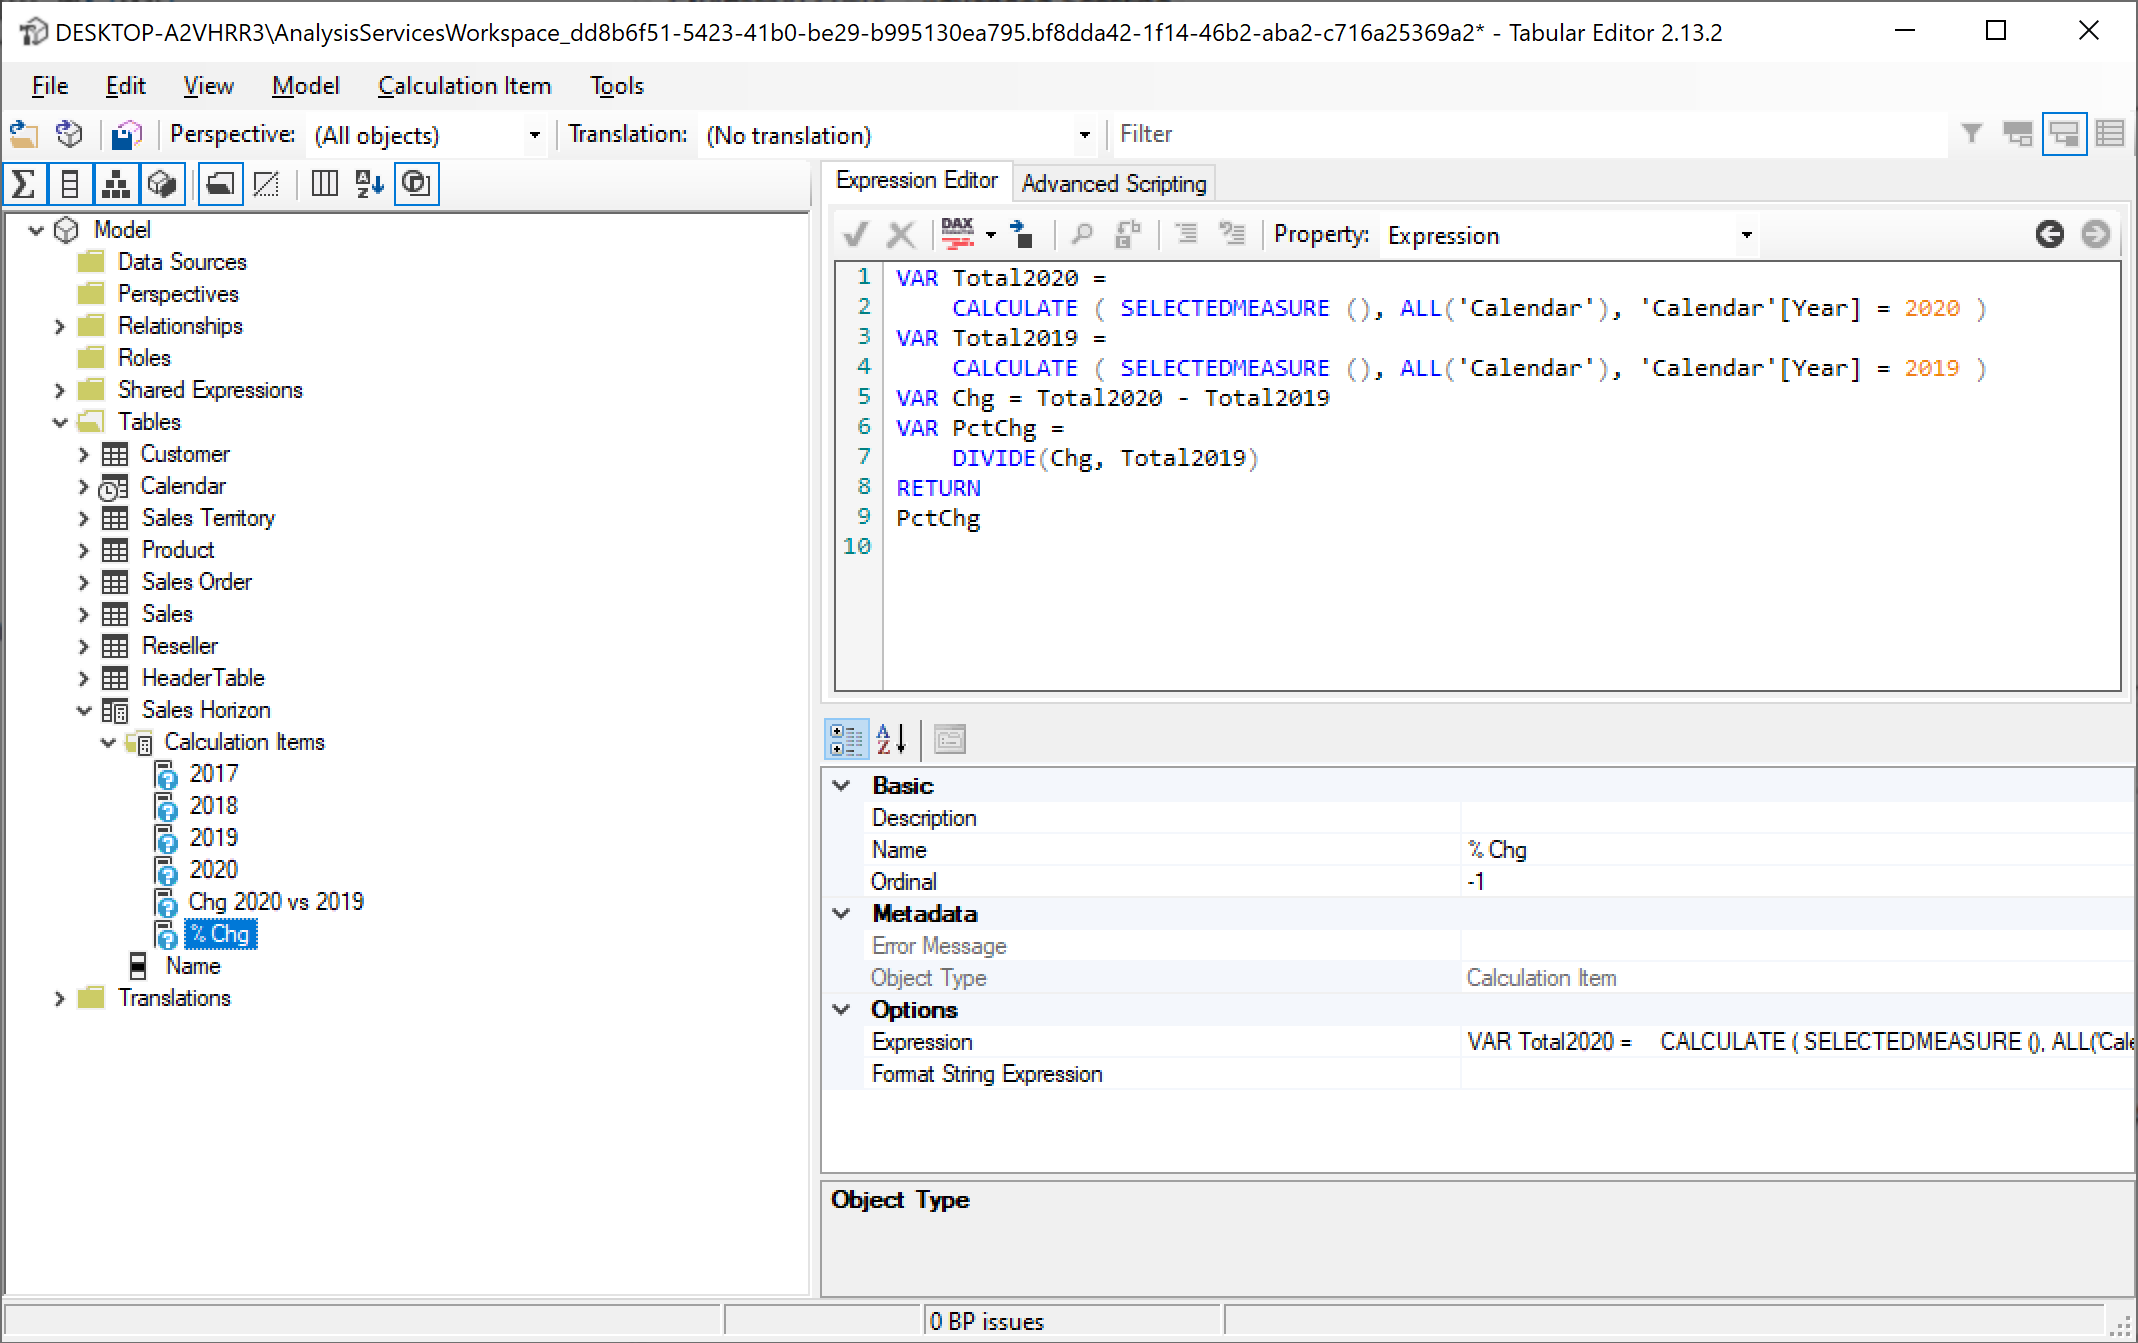 DESKTOP-A2VHRR3\AnalysisServicesWorkspace_dd8b6f51-5423-41b0-be29-b995130ea795.bf8dda42-1f14-46b2-aba2-c716a25369a2* - Tabular Editor 2.13.2
File Edit View Model Calculation Item Tools
Perspective: (All objects) Translation: (No translation) Filter
Model
Data Sources
Perspectives
Relationships
Roles
Shared Expressions
Tables
Customer
Calendar
Sales Territory
Product
Sales Order
Sales
Reseller
HeaderTable
Sales Horizon
Calculation Items
2017
2018
2019
2020
Chg 2020 vs 2019
% Chg
Name
Translations
Expression Editor Advanced Scripting
DAX Property: Expression
1 VAR Total2020 =
2 CALCULATE ( SELECTEDMEASURE (), ALL('Calendar'), 'Calendar'[Year] = 2020 )
3 VAR Total2019 =
4 CALCULATE ( SELECTEDMEASURE (), ALL('Calendar'), 'Calendar'[Year] = 2019 )
5 VAR Chg = Total2020 - Total2019
6 VAR PctChg =
7 DIVIDE(Chg, Total2019)
8 RETURN
9 PctChg
10
Basic
Description
Name % Chg
Ordinal -1
Metadata
Error Message
Object Type Calculation Item
Options
Expression VAR Total2020 = CALCULATE ( SELECTEDMEASURE (), ALL('Cale
Format String Expression
Object Type
0 BP issues